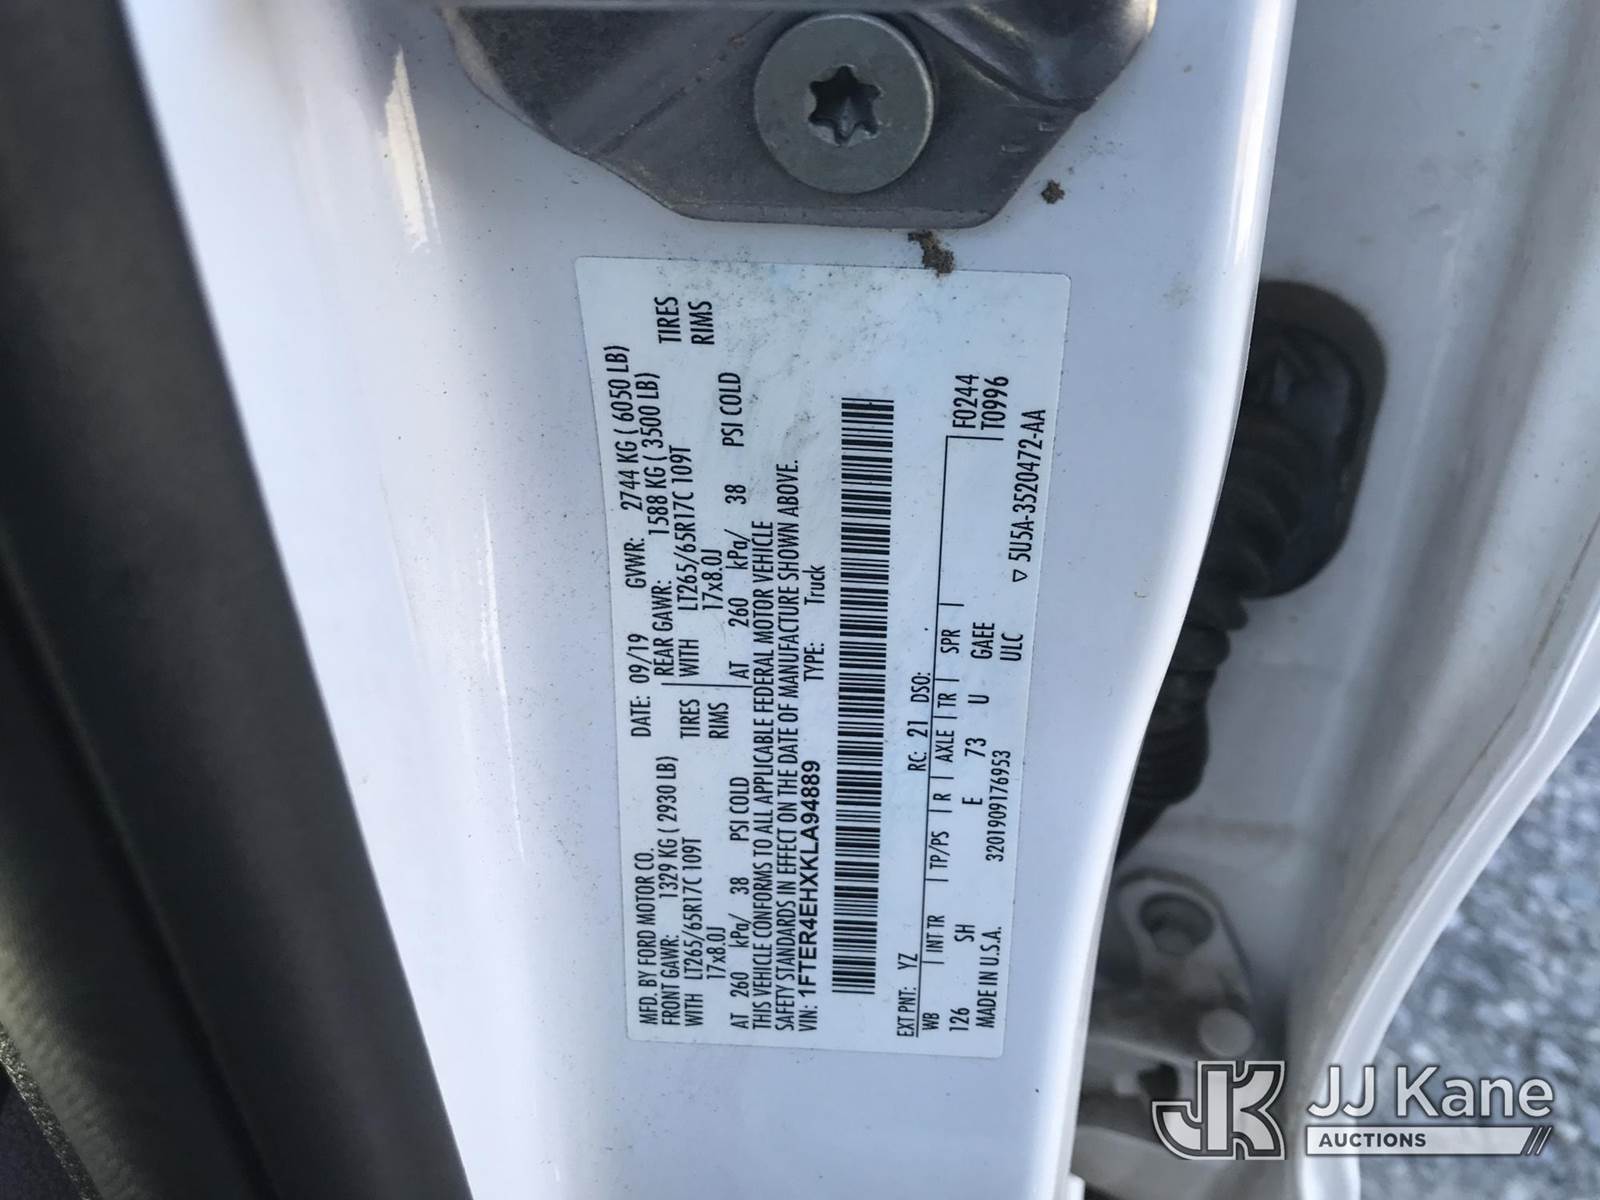 MFD. BY FORD MOTOR CO.
DATE: 09/19 GVWR: 2744 KG ( 6050 LB)
FRONT GAWR: 1329 KG ( 2930 LB)
REAR GAWR: 1588 KG ( 3500 LB)
WITH LT265/65R17C 109T TIRES
WITH LT265/65R17C 109T TIRES
17x8.0J RIMS
17x8.0J RIMS
AT 260 kPa/ 38 PSI COLD
AT 260 kPa/ 38 PSI COLD
THIS VEHICLE CONFORMS TO ALL APPLICABLE FEDERAL MOTOR VEHICLE
SAFETY STANDARDS IN EFFECT ON THE DATE OF MANUFACTURE SHOWN ABOVE.
VIN: 1FTER4EHXKLA94889 TYPE: Truck
EXT PNT: YZ RC: 21 DSO:
WB | INT TR | TP/PS | R | AXLE | TR | SPR |
F0244
126 SH E 73 U GAEE
T0996
MADE IN U.S.A. 3201909176953 ULC
▽ 5U5A-3520472-AA
JK JJ Kane
AUCTIONS